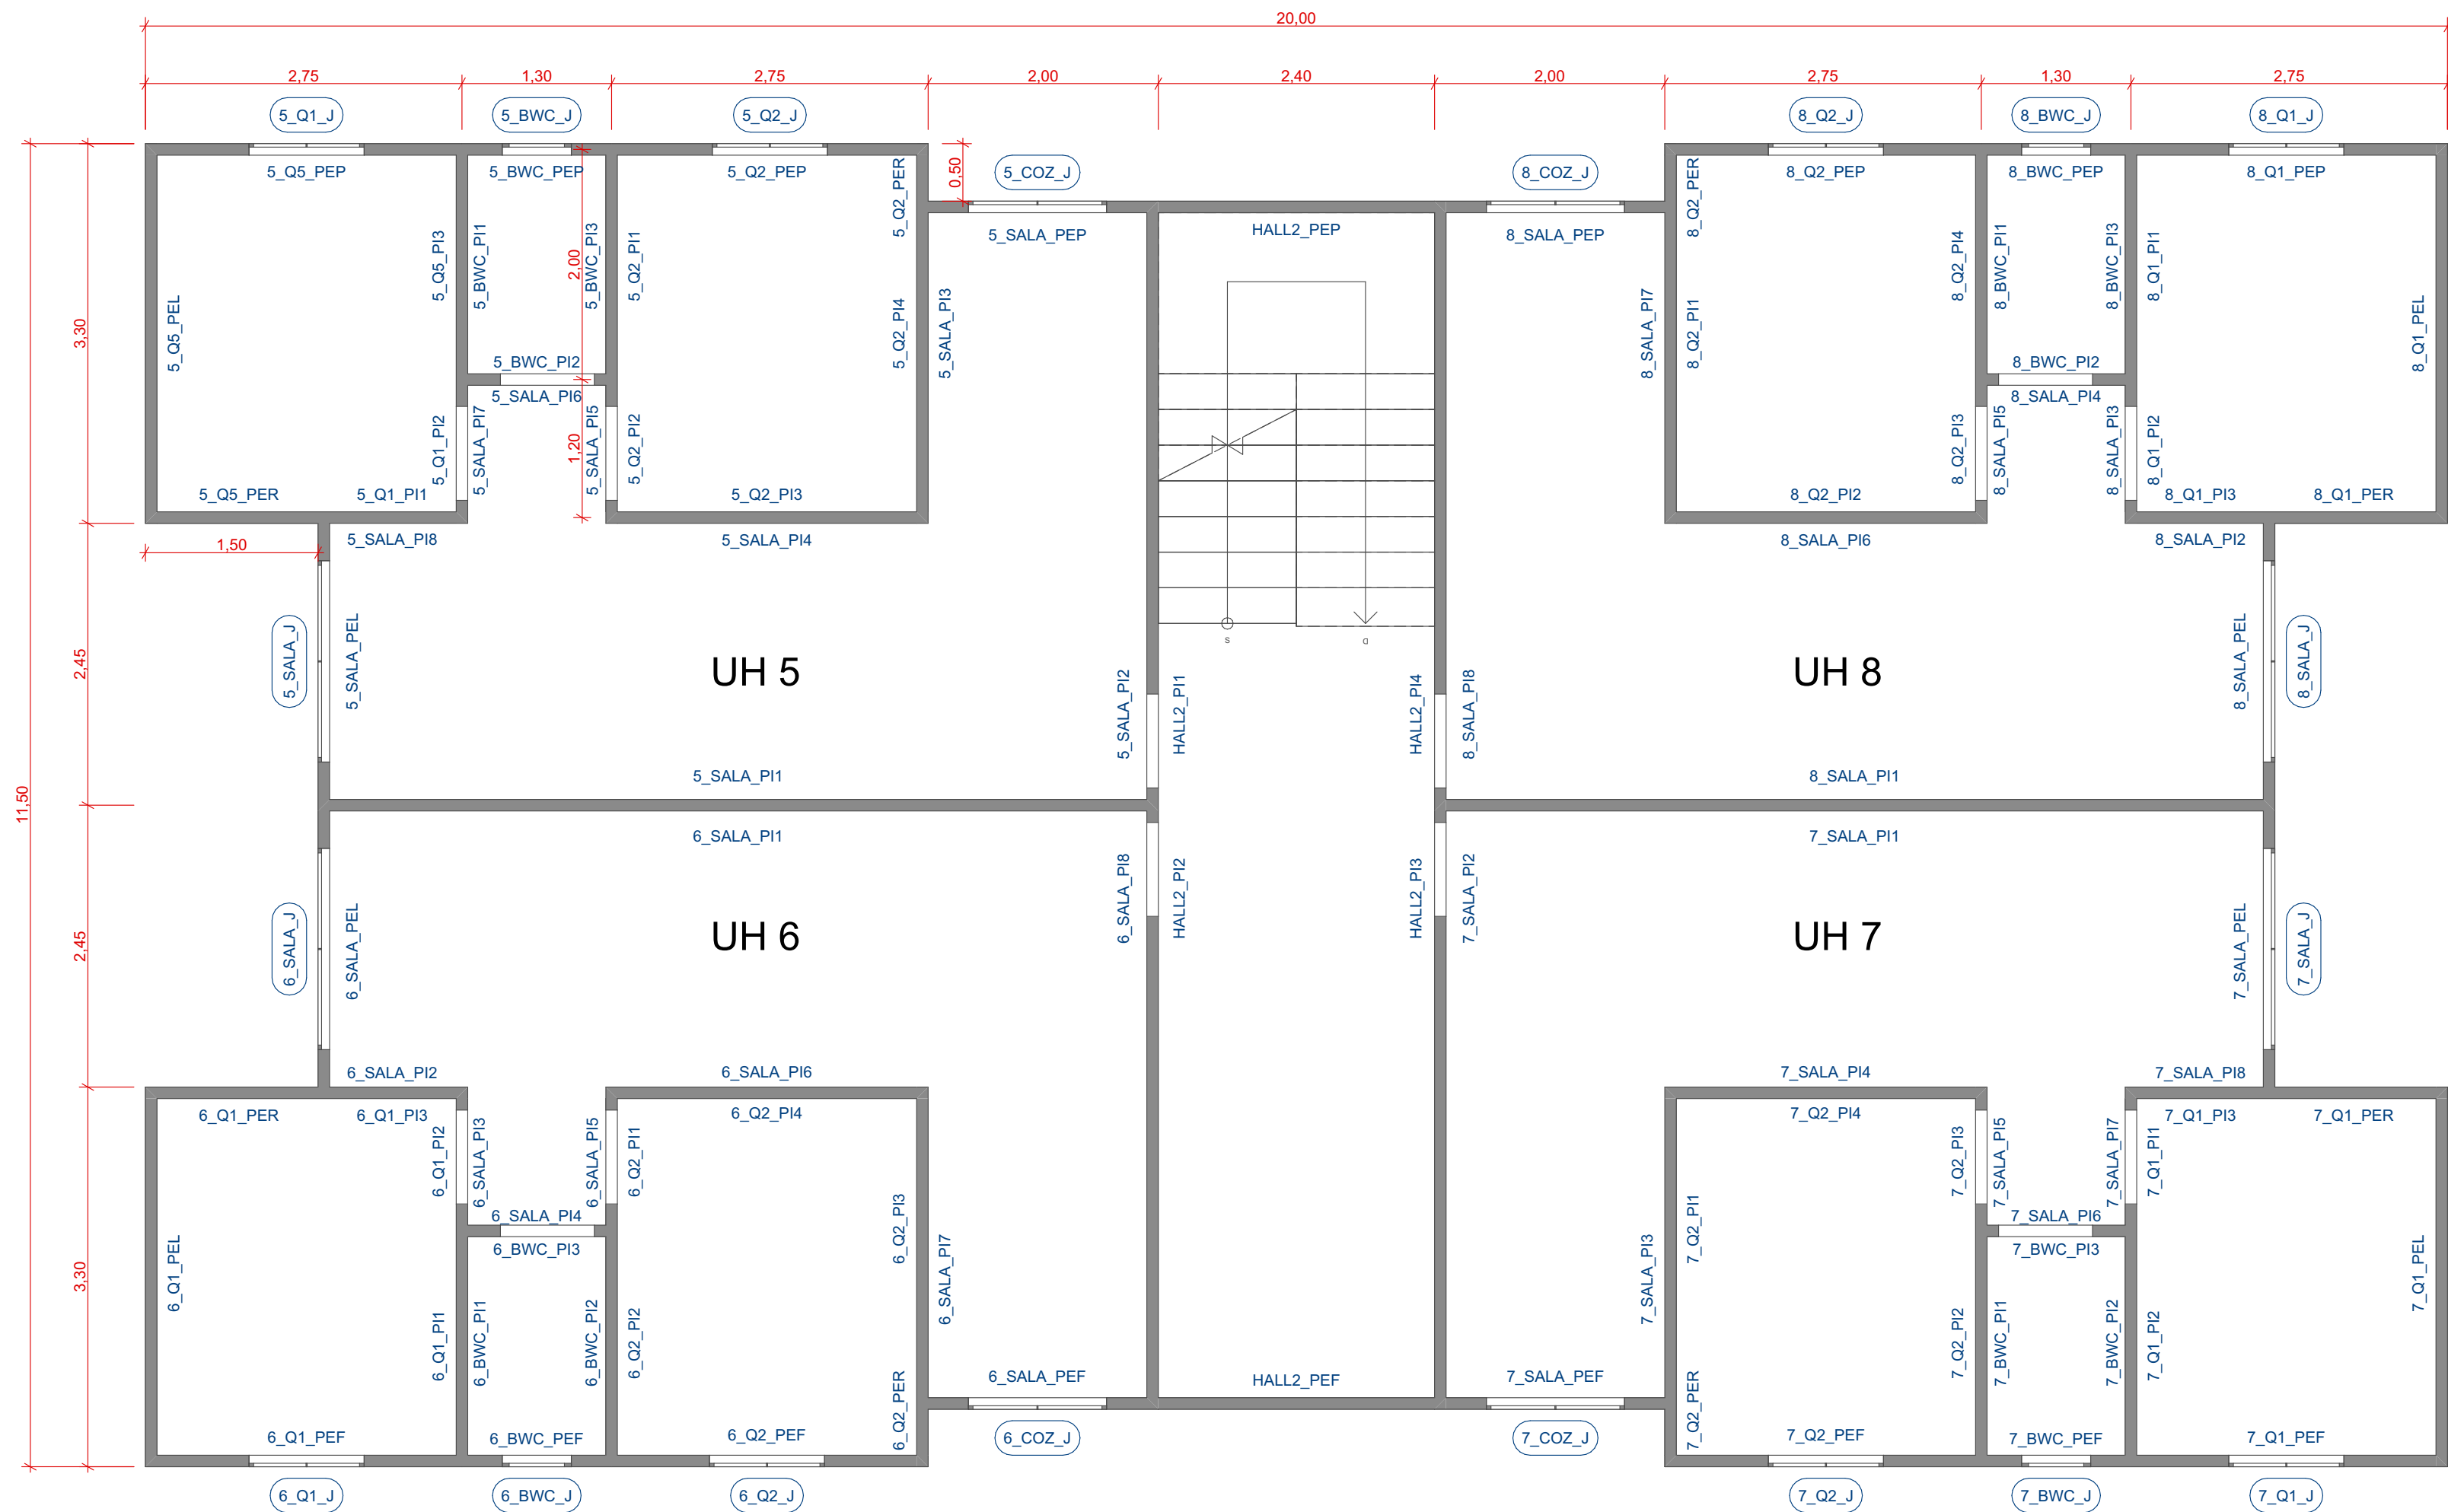 20,00
2,75 1,30 2,75 2,00 2,40 2,00 2,75 1,30 2,75
5_Q1_J 5_BWC_J 5_Q2_J 8_Q2_J 8_BWC_J 8_Q1_J
5_COZ_J 8_COZ_J
0,50
5_Q5_PEP 5_BWC_PEP 5_Q2_PEP 8_Q2_PEP 8_BWC_PEP 8_Q1_PEP
5_Q2_PER 8_Q2_PER
5_SALA_PEP HALL2_PEP 8_SALA_PEP
5_Q5_PI3 5_BWC_PI1 2,00 5_BWC_PI3 5_Q2_PI1 8_Q2_PI4 8_BWC_PI1 8_BWC_PI3 8_Q1_PI1
3,30 5_Q5_PEL 5_Q2_PI4 5_SALA_PI3 8_SALA_PI7 8_Q2_PI1 8_Q1_PEL
5_BWC_PI2 8_BWC_PI2
5_SALA_PI6 8_SALA_PI4
5_Q1_PI2 5_SALA_PI7 1,20 5_SALA_PI5 5_Q2_PI2 8_Q2_PI3 8_SALA_PI5 8_SALA_PI3 8_Q1_PI2
5_Q5_PER 5_Q1_PI1 5_Q2_PI3 8_Q2_PI2 8_Q1_PI3 8_Q1_PER
1,50 5_SALA_PI8 5_SALA_PI4 8_SALA_PI6 8_SALA_PI2
S D
2,45 5_SALA_J 5_SALA_PEL UH 5 UH 8 8_SALA_PEL 8_SALA_J
5_SALA_PI2 HALL2_PI1 HALL2_PI4 8_SALA_PI8
5_SALA_PI1 8_SALA_PI1
11,50
6_SALA_PI1 7_SALA_PI1
6_SALA_PI8 HALL2_PI2 HALL2_PI3 7_SALA_PI2
2,45 6_SALA_J 6_SALA_PEL UH 6 UH 7 7_SALA_PEL 7_SALA_J
6_SALA_PI2 6_SALA_PI6 7_SALA_PI4 7_SALA_PI8
6_Q1_PER 6_Q1_PI3 6_Q2_PI4 7_Q2_PI4 7_Q1_PI3 7_Q1_PER
6_Q1_PI2 6_SALA_PI3 6_SALA_PI5 6_Q2_PI1 7_Q2_PI3 7_SALA_PI5 7_SALA_PI7 7_Q1_PI1
6_SALA_PI4 7_SALA_PI6
6_BWC_PI3 7_BWC_PI3
3,30 6_Q1_PEL 6_Q2_PI3 6_SALA_PI7 7_SALA_PI3 7_Q2_PI1 7_Q1_PEL
6_Q1_PI1 6_BWC_PI1 6_BWC_PI2 6_Q2_PI2 7_Q2_PI2 7_BWC_PI1 7_BWC_PI2 7_Q1_PI2
6_SALA_PEF HALL2_PEF 7_SALA_PEF
6_Q2_PER 7_Q2_PER
6_Q1_PEF 6_BWC_PEF 6_Q2_PEF 7_Q2_PEF 7_BWC_PEF 7_Q1_PEF
6_COZ_J 7_COZ_J
6_Q1_J 6_BWC_J 6_Q2_J 7_Q2_J 7_BWC_J 7_Q1_J